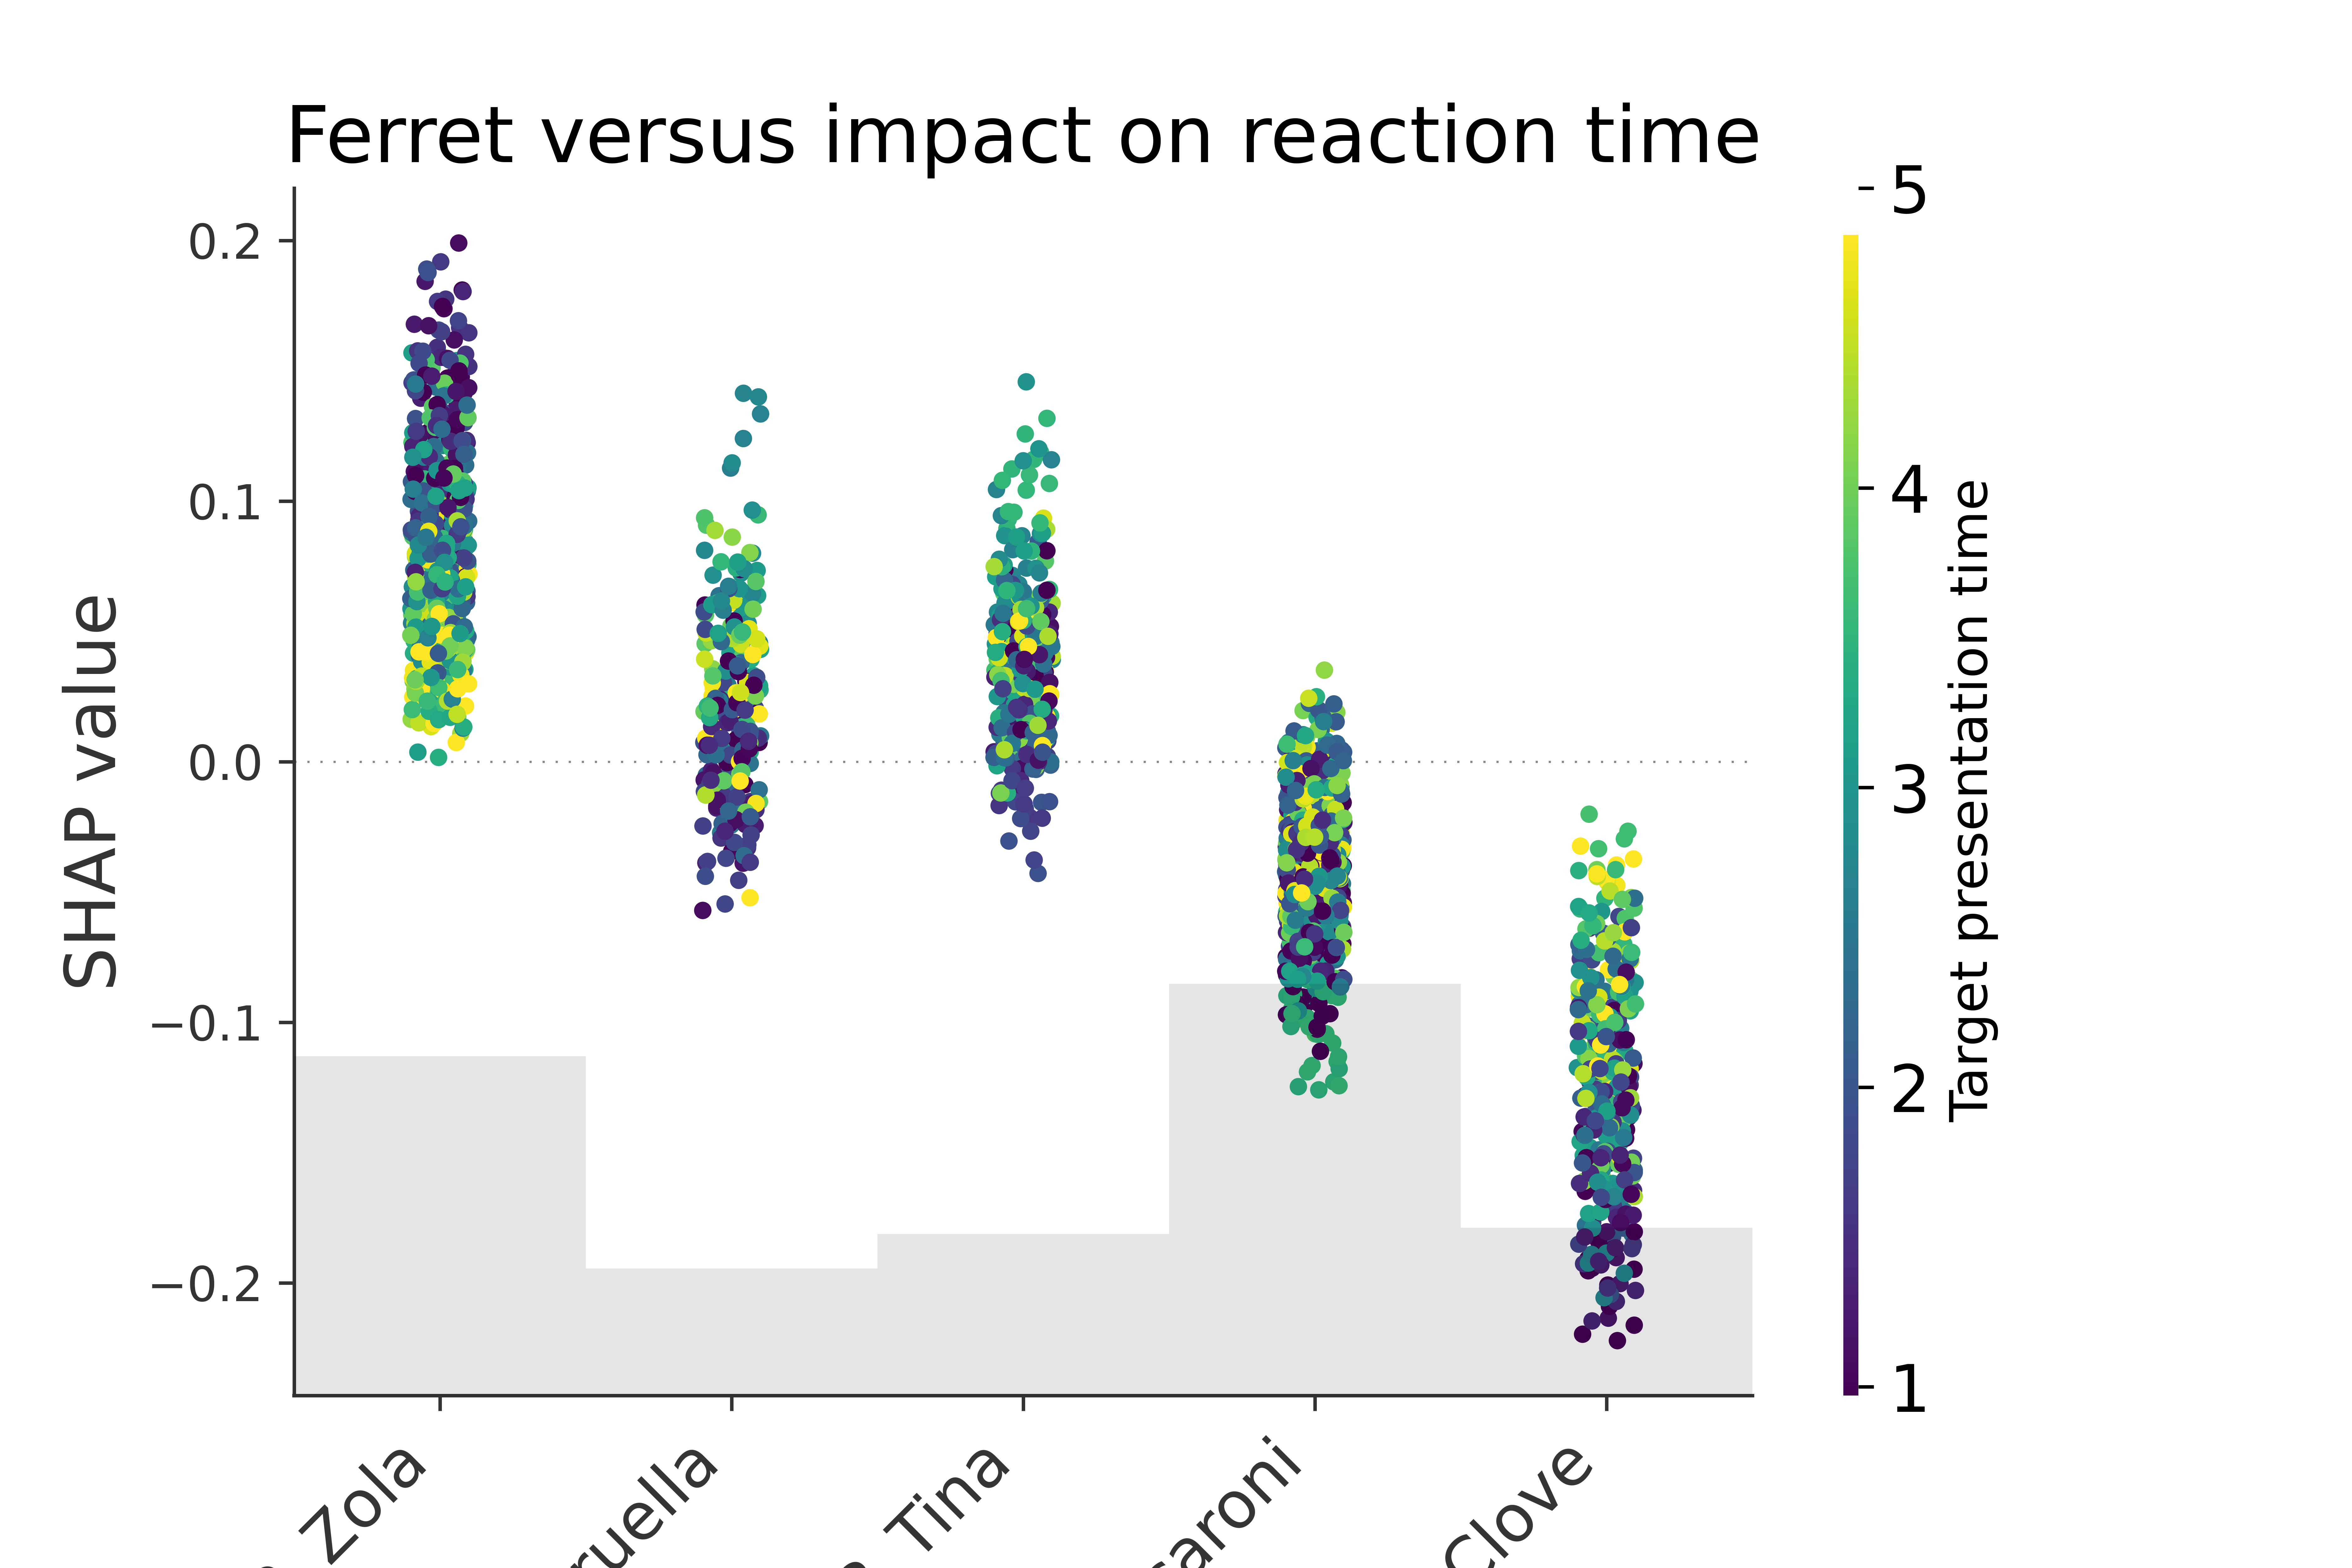 Ferret versus impact on reaction time
SHAP value
0.2
0.1
0.0
−0.1
−0.2
Zola
ruella
Tina
saroni
Clove
5
4
3
2
1
Target presentation time